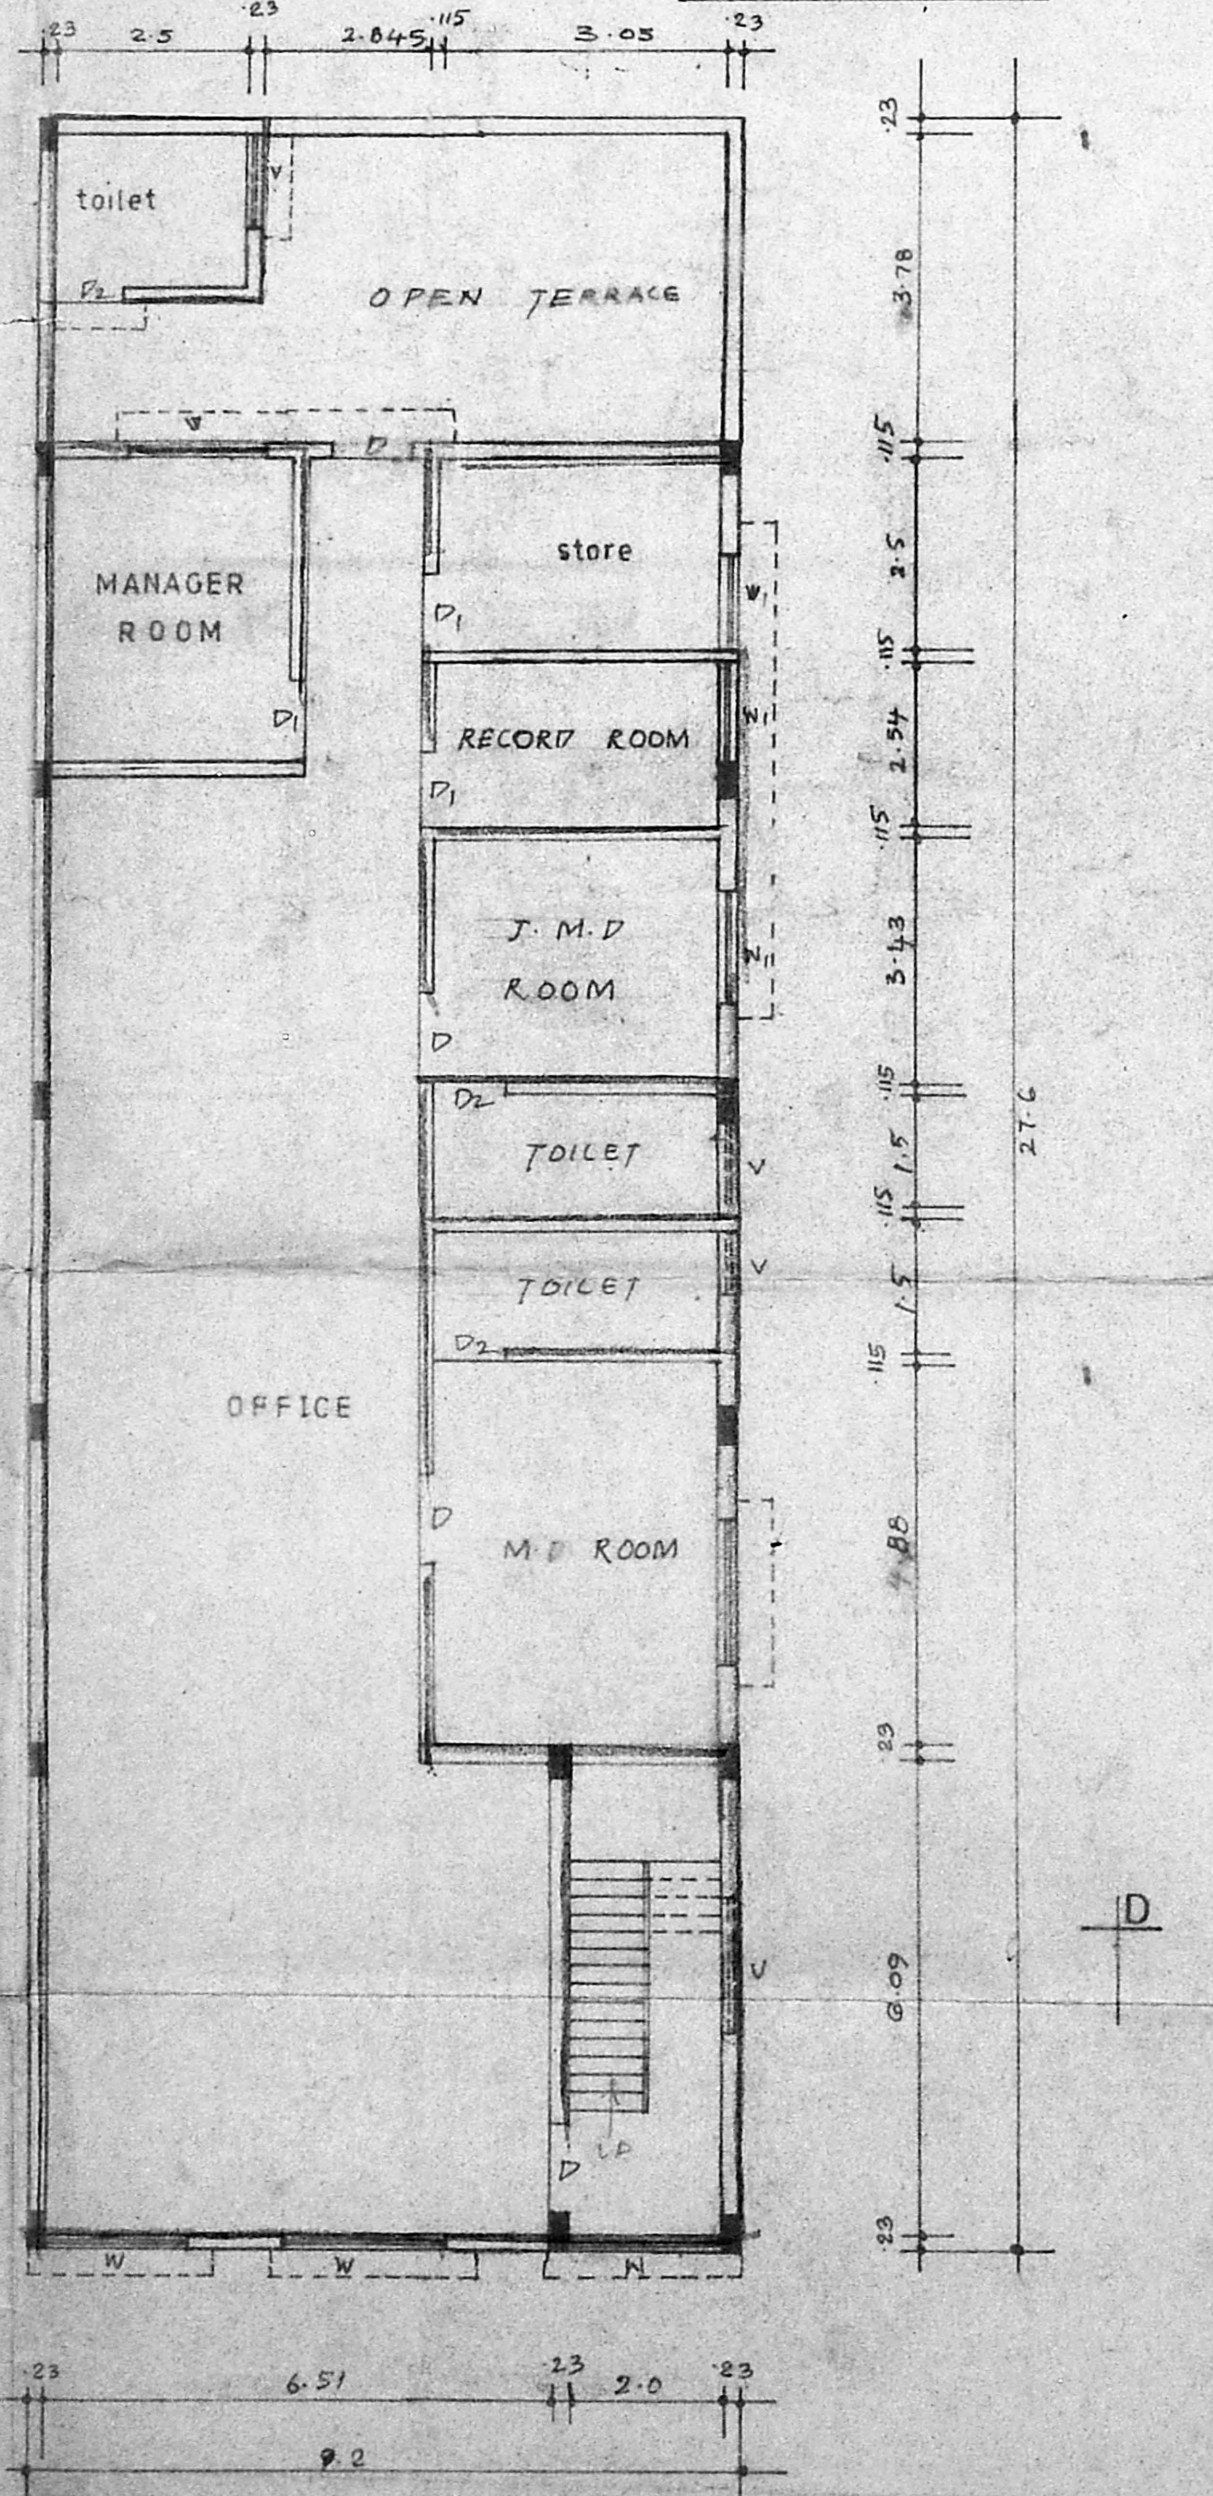 .23 2.5 .23 2.845 .115 3.05 .23
.23
toilet
V
3.78
D2
OPEN TERRACE
V
D
.115
store
2.5
MANAGER
ROOM
W1
D1
.115
D1
RECORD ROOM
W1
2.54
D1
.115
J.M.D
ROOM
W1
3.43
D
.115
D2
TOILET
V
1.5
27.6
.115
TOILET
V
1.5
D2
.115
OFFICE
D
M.D ROOM
4.88
23
D
V
6.09
UP
D
.23
W W W
.23 6.51 .23 2.0 .23
9.2